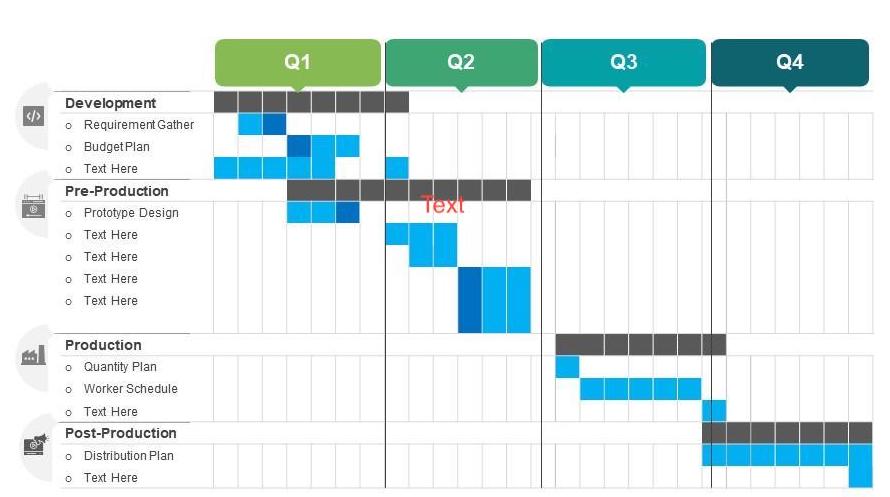 Q1 Q2 Q3 Q4
Development
o Requirement Gather
o Budget Plan
o Text Here
Pre-Production
Text
o Prototype Design
o Text Here
o Text Here
o Text Here
o Text Here
Production
o Quantity Plan
o Worker Schedule
o Text Here
Post-Production
o Distribution Plan
o Text Here